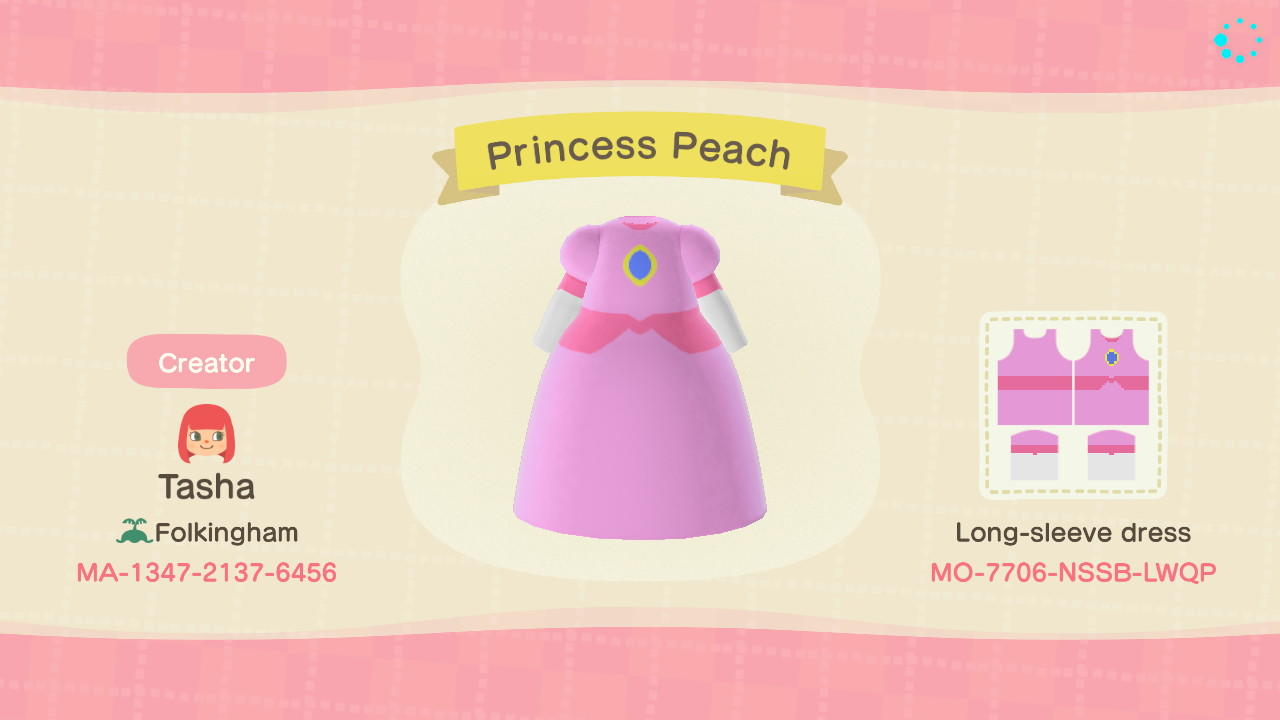 Princess Peach
Creator
Tasha
Folkingham
MA-1347-2137-6456
Long-sleeve dress
MO-7706-NSSB-LWQP